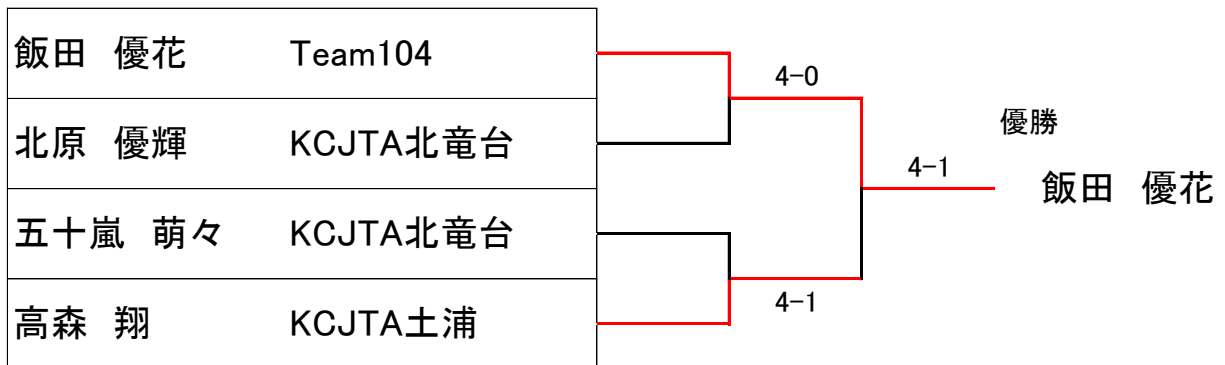 飯田 優花 Team104
北原 優輝 KCJTA北竜台
五十嵐 萌々 KCJTA北竜台
高森 翔 KCJTA土浦
4-0
4-1
4-1
優勝
飯田 優花